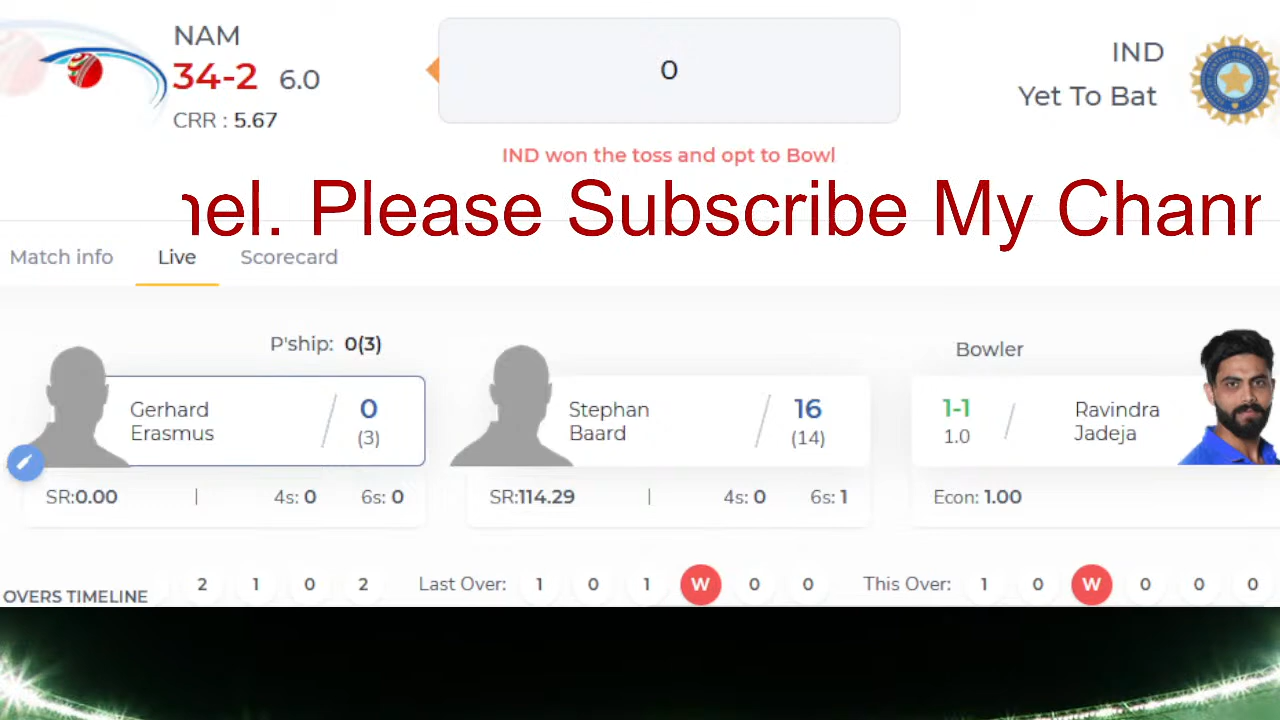 NAM
34-2 6.0
CRR : 5.67
0
IND
Yet To Bat
IND won the toss and opt to Bowl
nel. Please Subscribe My Chann
Match info Live Scorecard
P'ship: 0(3)
Gerhard Erasmus 0 (3)
SR:0.00 | 4s: 0 6s: 0
Stephan Baard 16 (14)
SR:114.29 | 4s: 0 6s: 1
Bowler
1-1 1.0 Ravindra Jadeja
Econ: 1.00
OVERS TIMELINE 2 1 0 2 Last Over: 1 0 1 W 0 0 This Over: 1 0 W 0 0 0